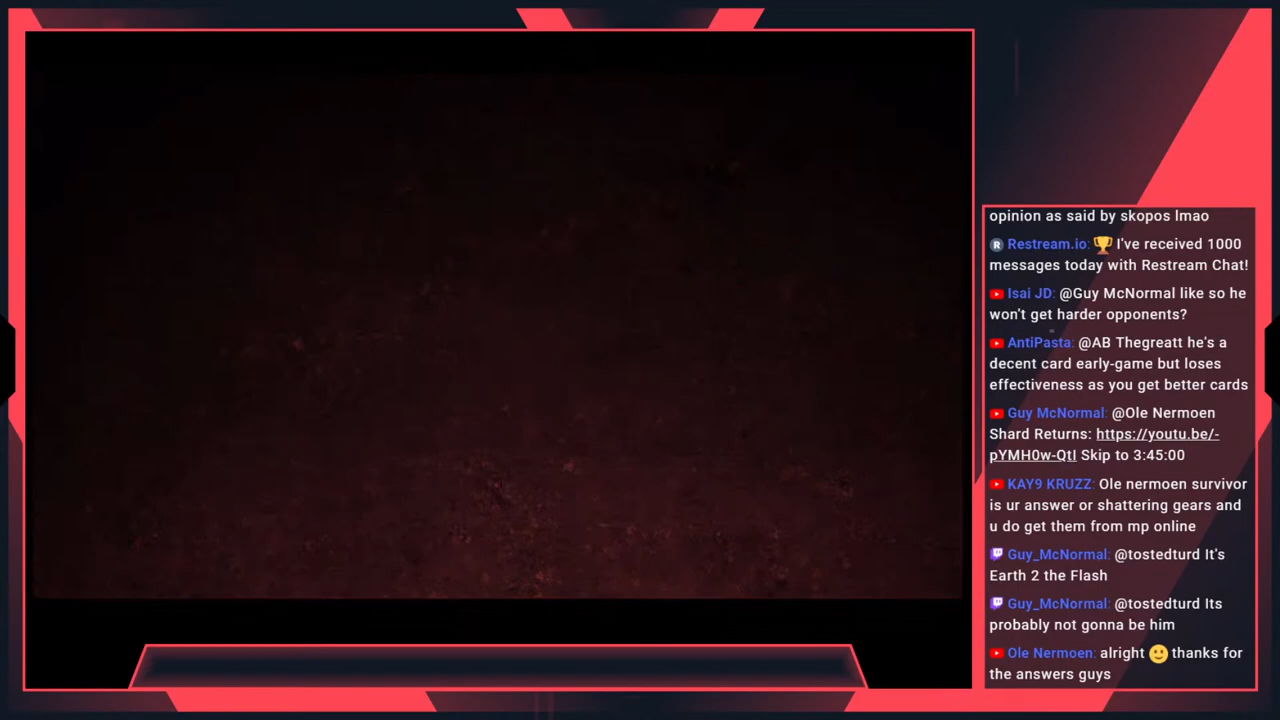 opinion as said by skopos lmao
Restream.io: 🏆 I've received 1000
messages today with Restream Chat!
Isai JD: @Guy McNormal like so he
won't get harder opponents?
AntiPasta: @AB Thegreatt he's a
decent card early-game but loses
effectiveness as you get better cards
Guy McNormal: @Ole Nermoen
Shard Returns: https://youtu.be/-
pYMH0w-QtI Skip to 3:45:00
KAY9 KRUZZ: Ole nermoen survivor
is ur answer or shattering gears and
u do get them from mp online
Guy_McNormal: @tostedturd It's
Earth 2 the Flash
Guy_McNormal: @tostedturd Its
probably not gonna be him
Ole Nermoen: alright 🙂 thanks for
the answers guys